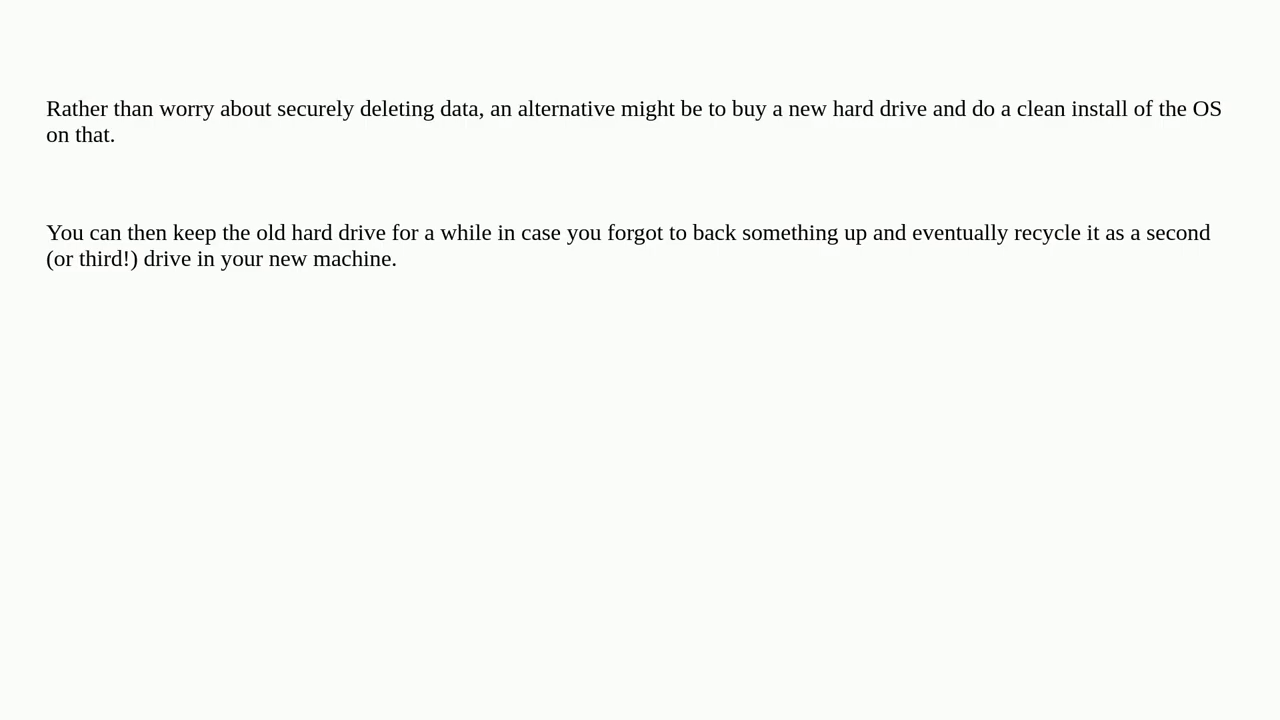 Rather than worry about securely deleting data, an alternative might be to buy a new hard drive and do a clean install of the OS
on that.
You can then keep the old hard drive for a while in case you forgot to back something up and eventually recycle it as a second
(or third!) drive in your new machine.